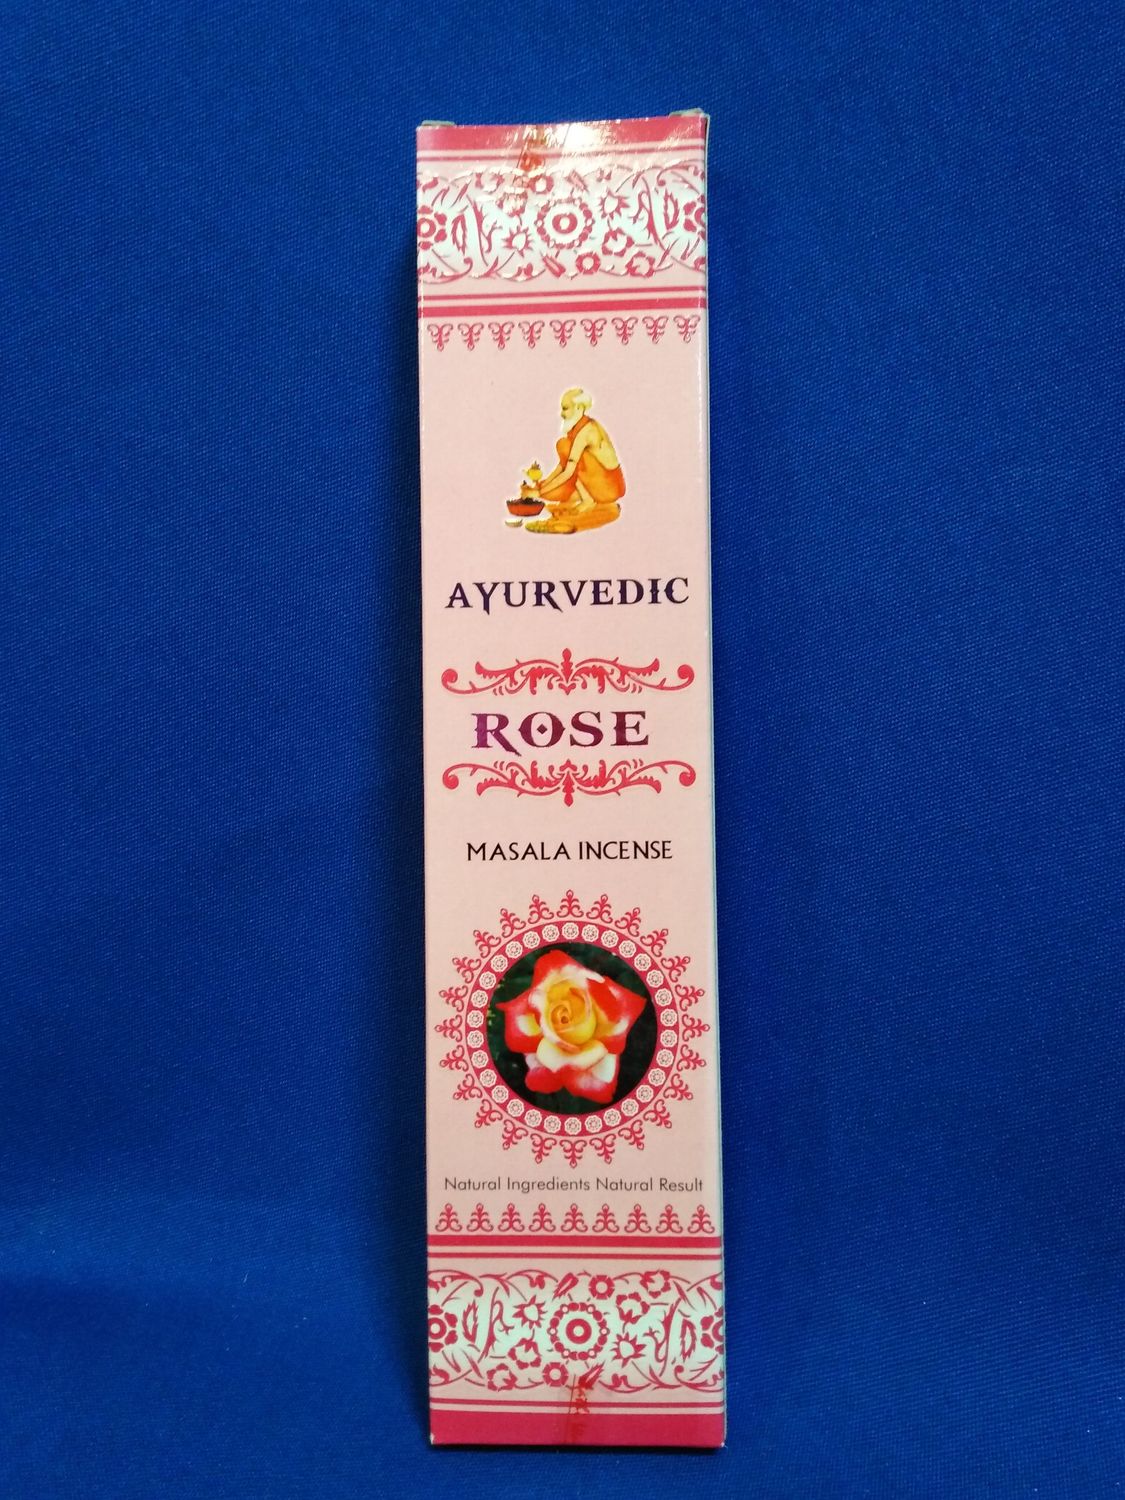 AYURVEDIC
ROSE
MASALA INCENSE
Natural Ingredients Natural Result